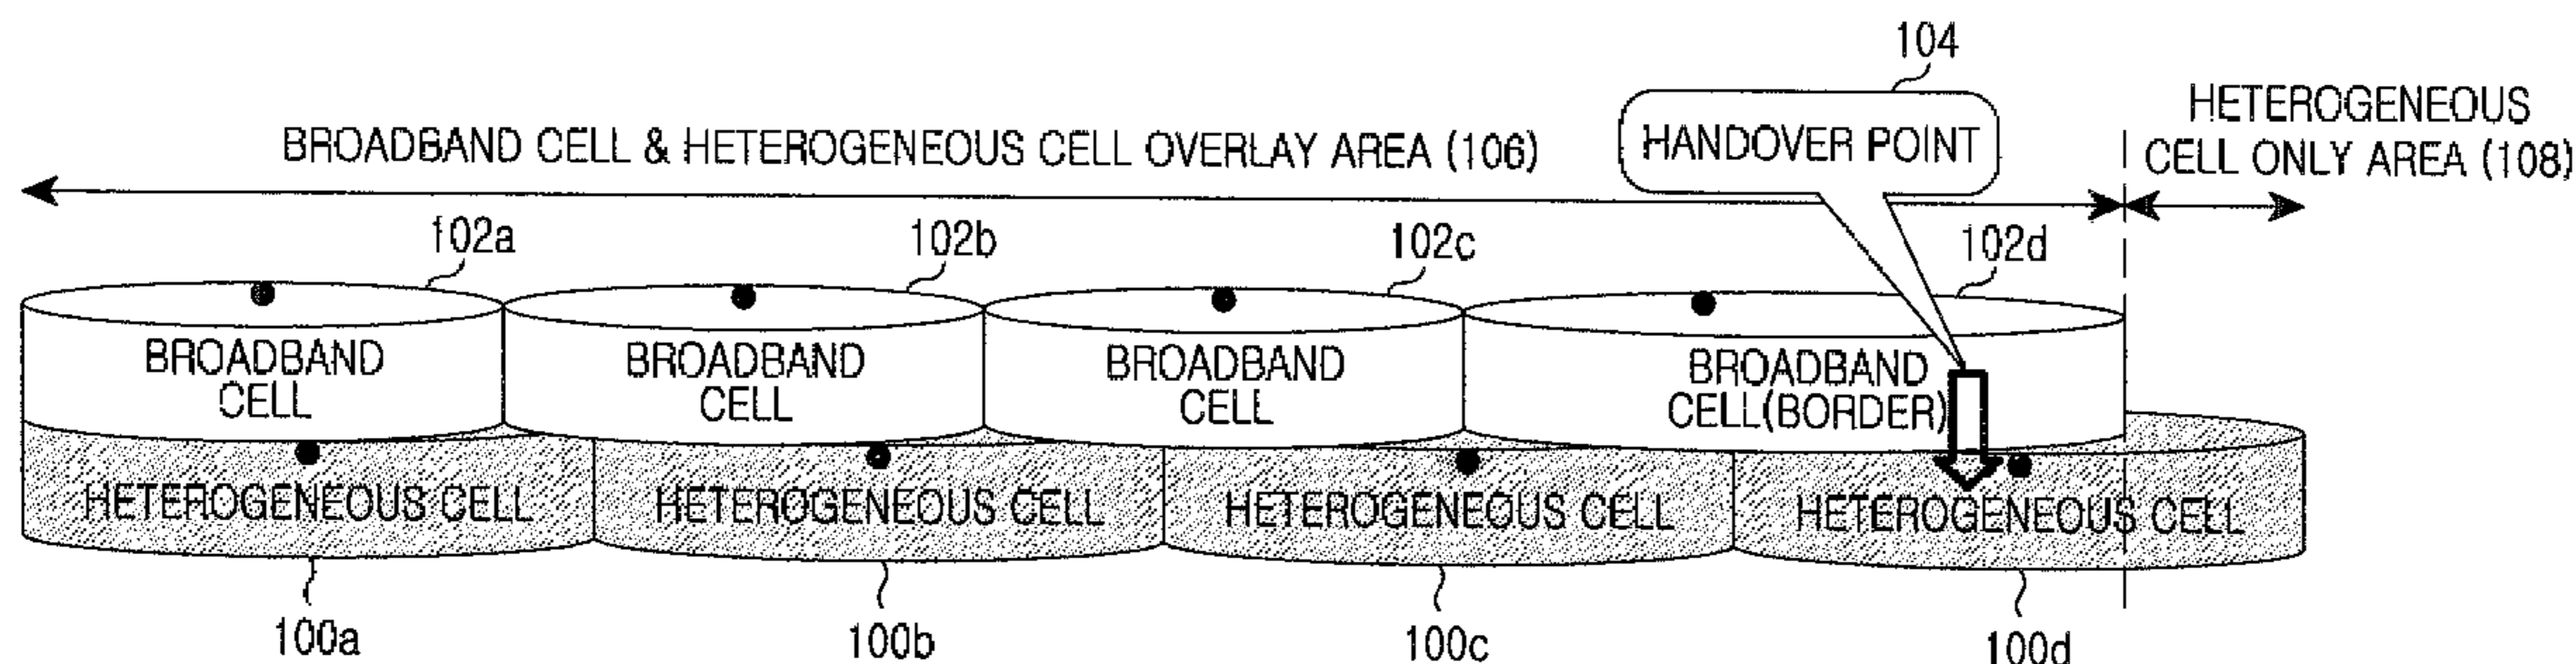 104
HANDOVER POINT
HETEROGENEOUS
CELL ONLY AREA (108)
BROADBAND CELL & HETEROGENEOUS CELL OVERLAY AREA (106)
102a
102b
102c
102d
BROADBAND
CELL
BROADBAND
CELL
BROADBAND
CELL
BROADBAND
CELL(BORDER)
HETEROGENEOUS CELL
HETEROGENEOUS CELL
HETEROGENEOUS CELL
HETEROGENEOUS CELL
100a
100b
100c
100d